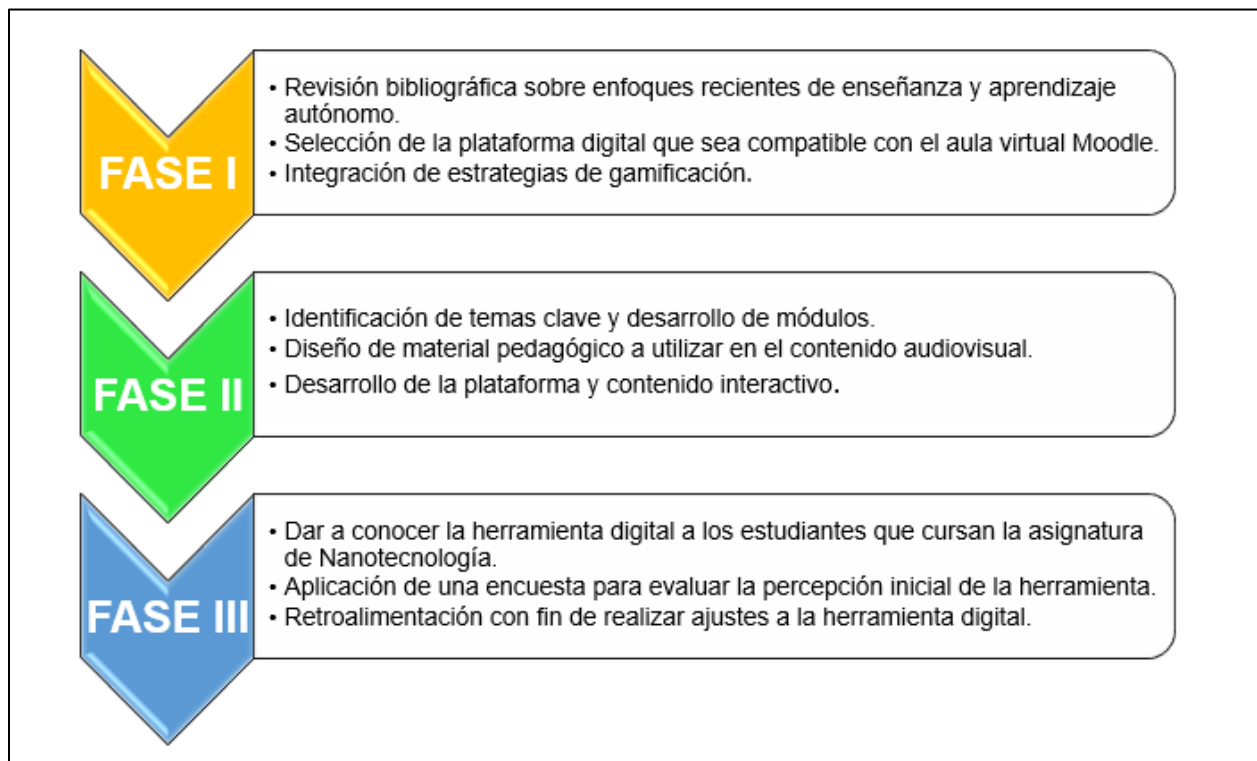 FASE I
• Revisión bibliográfica sobre enfoques recientes de enseñanza y aprendizaje
autónomo.
• Selección de la plataforma digital que sea compatible con el aula virtual Moodle.
• Integración de estrategias de gamificación.
FASE II
• Identificación de temas clave y desarrollo de módulos.
• Diseño de material pedagógico a utilizar en el contenido audiovisual.
• Desarrollo de la plataforma y contenido interactivo.
FASE III
• Dar a conocer la herramienta digital a los estudiantes que cursan la asignatura
de Nanotecnología.
• Aplicación de una encuesta para evaluar la percepción inicial de la herramienta.
• Retroalimentación con fin de realizar ajustes a la herramienta digital.